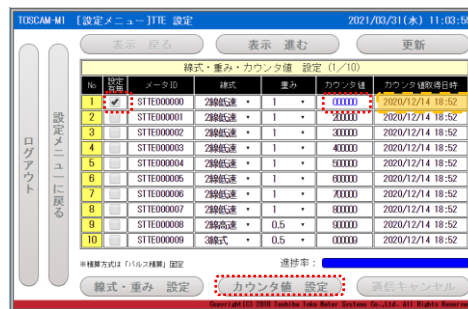 TOSCAM-M1 [設定メニュー]TTE 設定 2021/03/31(水) 11:03:59
ログアウト
設定メニューに戻る
表示 戻る 表示 進む 更新
線式・重み・カウンタ値 設定 (1/10)
No 設定有無 メータID 線式 重み カウンタ値 カウンタ値取得日時
1 STTE000000 2線低速 1 000000 2020/12/14 18:52
2 STTE000001 2線低速 1 200000 2020/12/14 18:52
3 STTE000002 2線低速 1 300000 2020/12/14 18:52
4 STTE000003 2線低速 1 400000 2020/12/14 18:52
5 STTE000004 2線低速 1 500000 2020/12/14 18:52
6 STTE000005 2線低速 1 600000 2020/12/14 18:52
7 STTE000006 2線低速 1 700000 2020/12/14 18:52
8 STTE000007 2線低速 1 800000 2020/12/14 18:52
9 STTE000008 2線高速 0.5 900000 2020/12/14 18:52
10 STTE000009 3線式 0.5 000009 2020/12/14 18:52
※積算方式は「パルス積算」固定 進捗率:
線式・重み 設定 カウンタ値 設定 通信キャンセル
Copyright(C) 2018 Toshiba Toko Meter Systems Co.,Ltd. All Rights Reserved